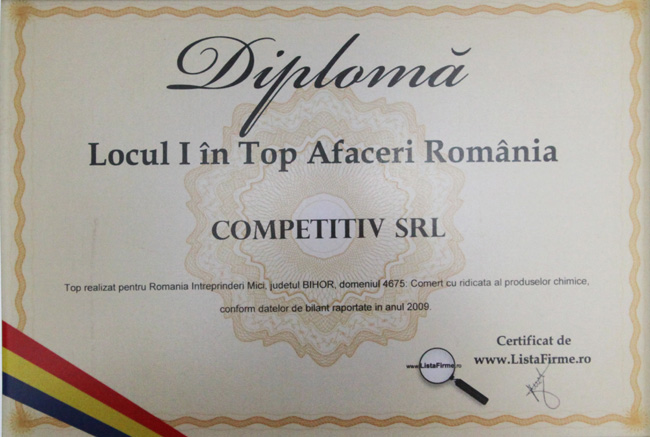 Diplomă
Locul I în Top Afaceri România
COMPETITIV SRL
Top realizat pentru Romania Intreprinderi Mici, judetul BIHOR, domeniul 4675: Comert cu ridicata al produselor chimice,
conform datelor de bilant raportate in anul 2009.
Certificat de
www.ListaFirme.ro
www.ListaFirme.ro